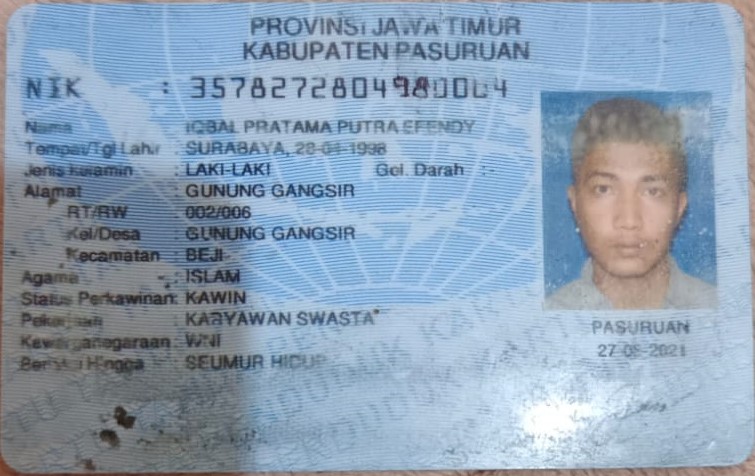 PROVINSI JAWA TIMUR
KABUPATEN PASURUAN
NIK : 3578272804980004
Nama : IQBAL PRATAMA PUTRA EFENDY
Tempat/Tgl Lahir : SURABAYA, 28-04-1998
Jenis kelamin : LAKI-LAKI Gol. Darah :-
Alamat : GUNUNG GANGSIR
RT/RW : 002/006
Kel/Desa : GUNUNG GANGSIR
Kecamatan : BEJI
Agama : ISLAM
Status Perkawinan: KAWIN
Pekerjaan : KARYAWAN SWASTA
Kewarganegaraan: WNI
Berlaku Hingga : SEUMUR HIDUP
PASURUAN
27-05-2021